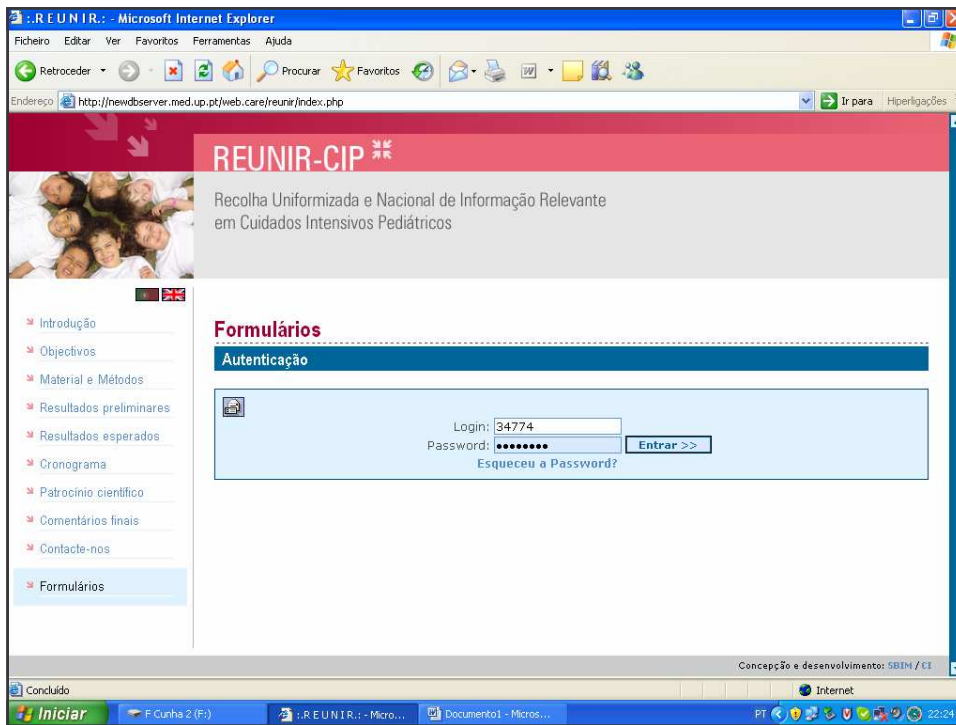 :.R E U N I R.: - Microsoft Internet Explorer
Ficheiro Editar Ver Favoritos Ferramentas Ajuda
Retroceder Procurar Favoritos
Endereço http://newdbserver.med.up.pt/web.care/reunir/index.php Ir para Hiperligações
REUNIR-CIP
Recolha Uniformizada e Nacional de Informação Relevante
em Cuidados Intensivos Pediátricos
Introdução
Objectivos
Material e Métodos
Resultados preliminares
Resultados esperados
Cronograma
Patrocínio científico
Comentários finais
Contacte-nos
Formulários
Formulários
Autenticação
Login: 34774
Password: ●●●●●●●● Entrar >>
Esqueceu a Password?
Concepção e desenvolvimento: SBIM / CI
Concluído Internet
Iniciar F Cunha 2 (F:) :.R E U N I R.: - Micro... Documento1 - Micros... PT 22:24